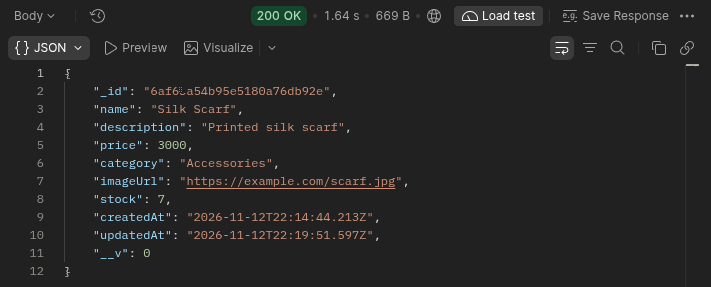 Body
200 OK • 1.64 s • 669 B
Load test
e.g. Save Response
{} JSON
Preview
Visualize
1 {
2 "_id":
3 "name": "Silk Scarf",
4 "description": "Printed silk scarf",
5 "price": 3000,
6 "category": "Accessories",
7 "imageUrl": "https://example.com/scarf.jpg",
8 "stock": 7,
9 "createdAt": "2026-11-12T22:14:44.213Z",
10 "updatedAt": "2026-11-12T22:19:51.597Z",
11 "__v": 0
12 }